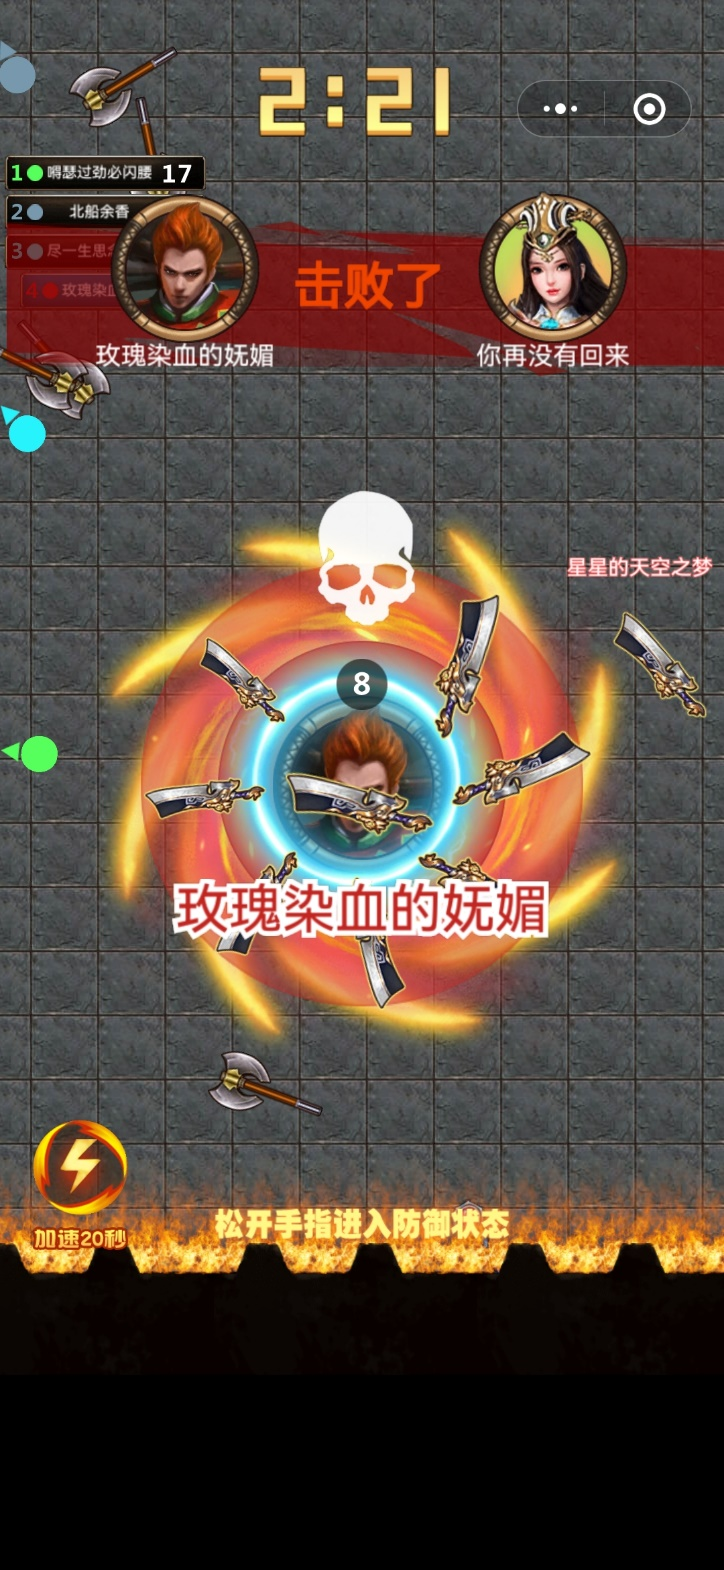 2:21
1 嘚瑟过劲必闪腰 17
2 北船余香
3 尽一生思
4 玫瑰染血
击败了
玫瑰染血的妩媚
你再没有回来
星星的天空之梦
8
玫瑰染血的妩媚
加速20秒
松开手指进入防御状态